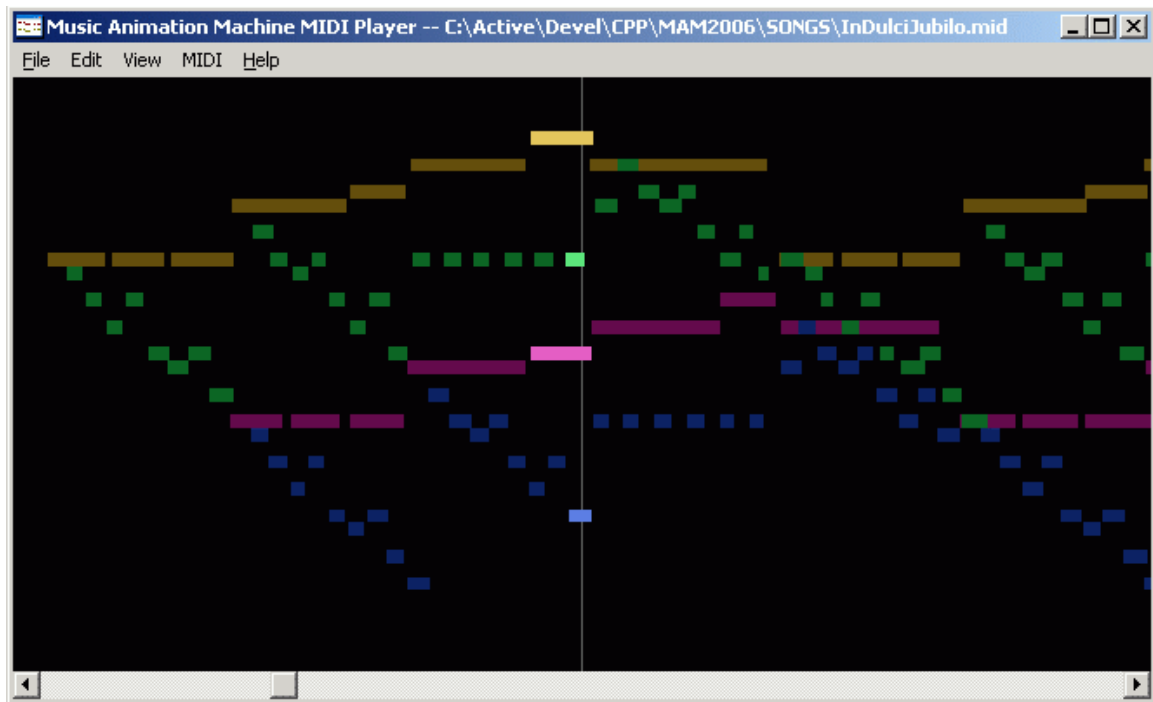 Music Animation Machine MIDI Player -- C:\Active\Devel\CPP\MAM2006\SONGS\InDulciJubilo.mid
File Edit View MIDI Help